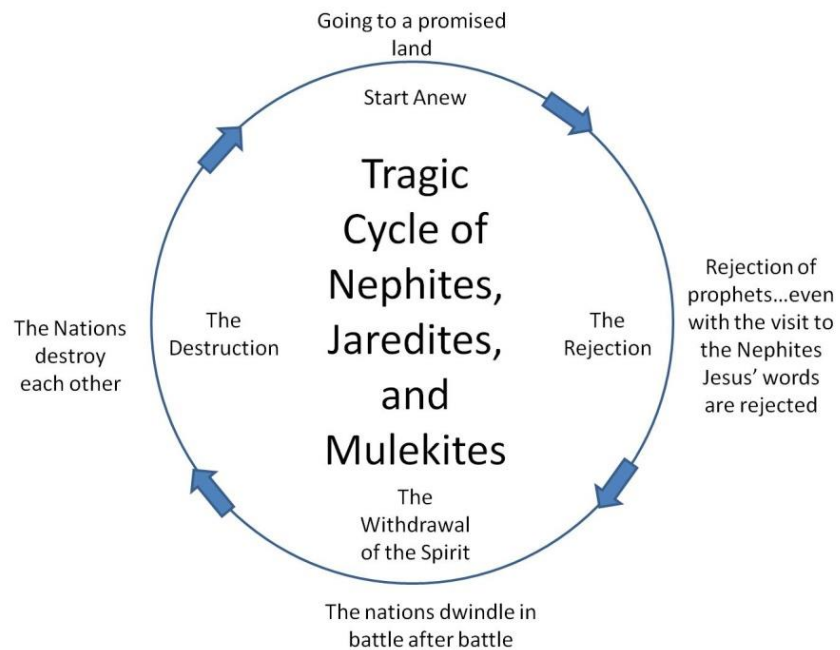 Going to a promised
land
Start Anew
Tragic
Cycle of
Nephites,
Jaredites,
and
Mulekites
Rejection of
prophets...even
with the visit to
the Nephites
Jesus’ words
are rejected
The
Rejection
The
Withdrawal
of the Spirit
The nations dwindle in
battle after battle
The
Destruction
The Nations
destroy
each other